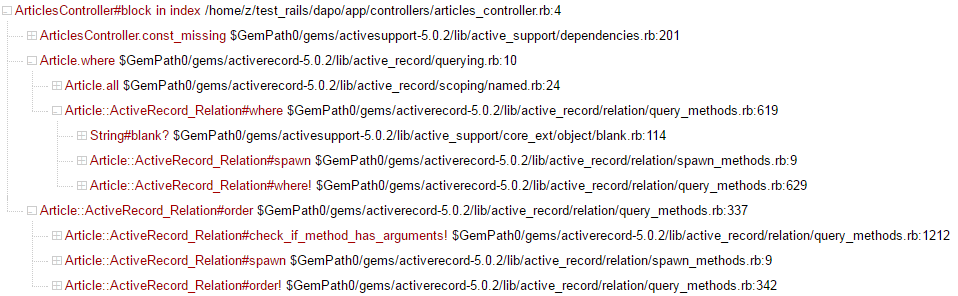 ArticlesController#block in index /home/z/test_rails/dapo/app/controllers/articles_controller.rb:4
ArticlesController.const_missing $GemPath0/gems/activesupport-5.0.2/lib/active_support/dependencies.rb:201
Article.where $GemPath0/gems/activerecord-5.0.2/lib/active_record/querying.rb:10
Article.all $GemPath0/gems/activerecord-5.0.2/lib/active_record/scoping/named.rb:24
Article::ActiveRecord_Relation#where $GemPath0/gems/activerecord-5.0.2/lib/active_record/relation/query_methods.rb:619
String#blank? $GemPath0/gems/activesupport-5.0.2/lib/active_support/core_ext/object/blank.rb:114
Article::ActiveRecord_Relation#spawn $GemPath0/gems/activerecord-5.0.2/lib/active_record/relation/spawn_methods.rb:9
Article::ActiveRecord_Relation#where! $GemPath0/gems/activerecord-5.0.2/lib/active_record/relation/query_methods.rb:629
Article::ActiveRecord_Relation#order $GemPath0/gems/activerecord-5.0.2/lib/active_record/relation/query_methods.rb:337
Article::ActiveRecord_Relation#check_if_method_has_arguments! $GemPath0/gems/activerecord-5.0.2/lib/active_record/relation/query_methods.rb:1212
Article::ActiveRecord_Relation#spawn $GemPath0/gems/activerecord-5.0.2/lib/active_record/relation/spawn_methods.rb:9
Article::ActiveRecord_Relation#order! $GemPath0/gems/activerecord-5.0.2/lib/active_record/relation/query_methods.rb:342